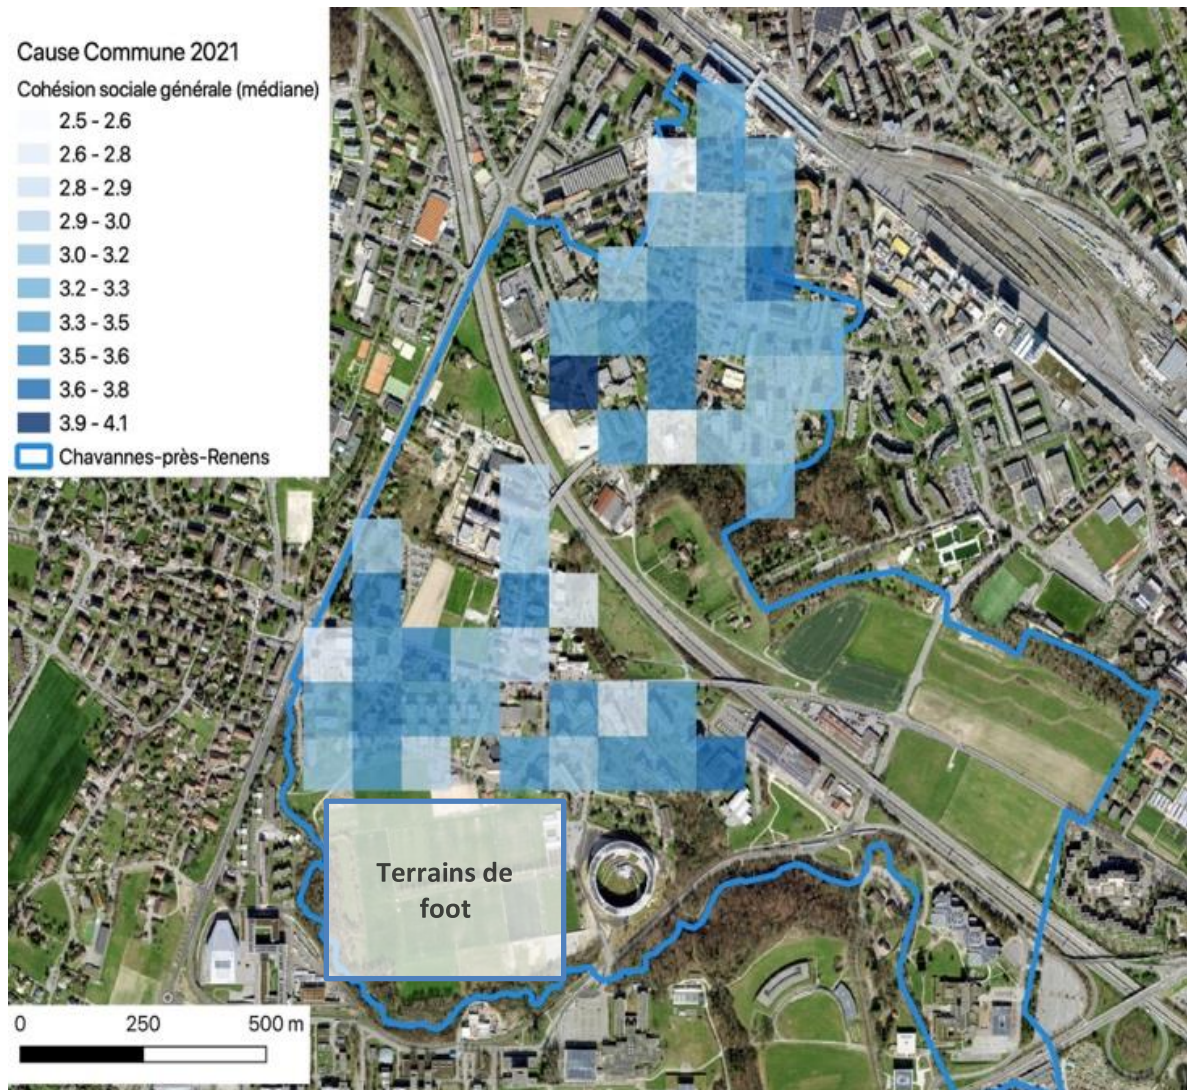 Cause Commune 2021
Cohésion sociale générale (médiane)
2.5 - 2.6
2.6 - 2.8
2.8 - 2.9
2.9 - 3.0
3.0 - 3.2
3.2 - 3.3
3.3 - 3.5
3.5 - 3.6
3.6 - 3.8
3.9 - 4.1
Chavannes-près-Renens
Terrains de
foot
0 250 500 m